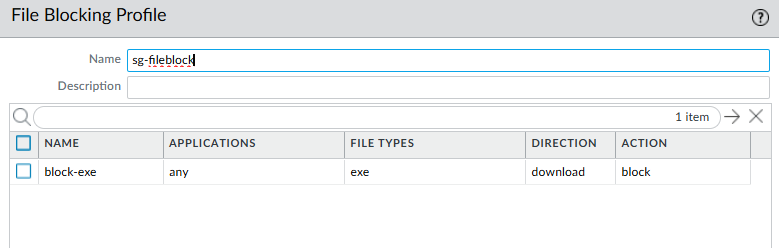 File Blocking Profile
?
Name sg-fileblock
Description
1 item
NAME APPLICATIONS FILE TYPES DIRECTION ACTION
block-exe any exe download block